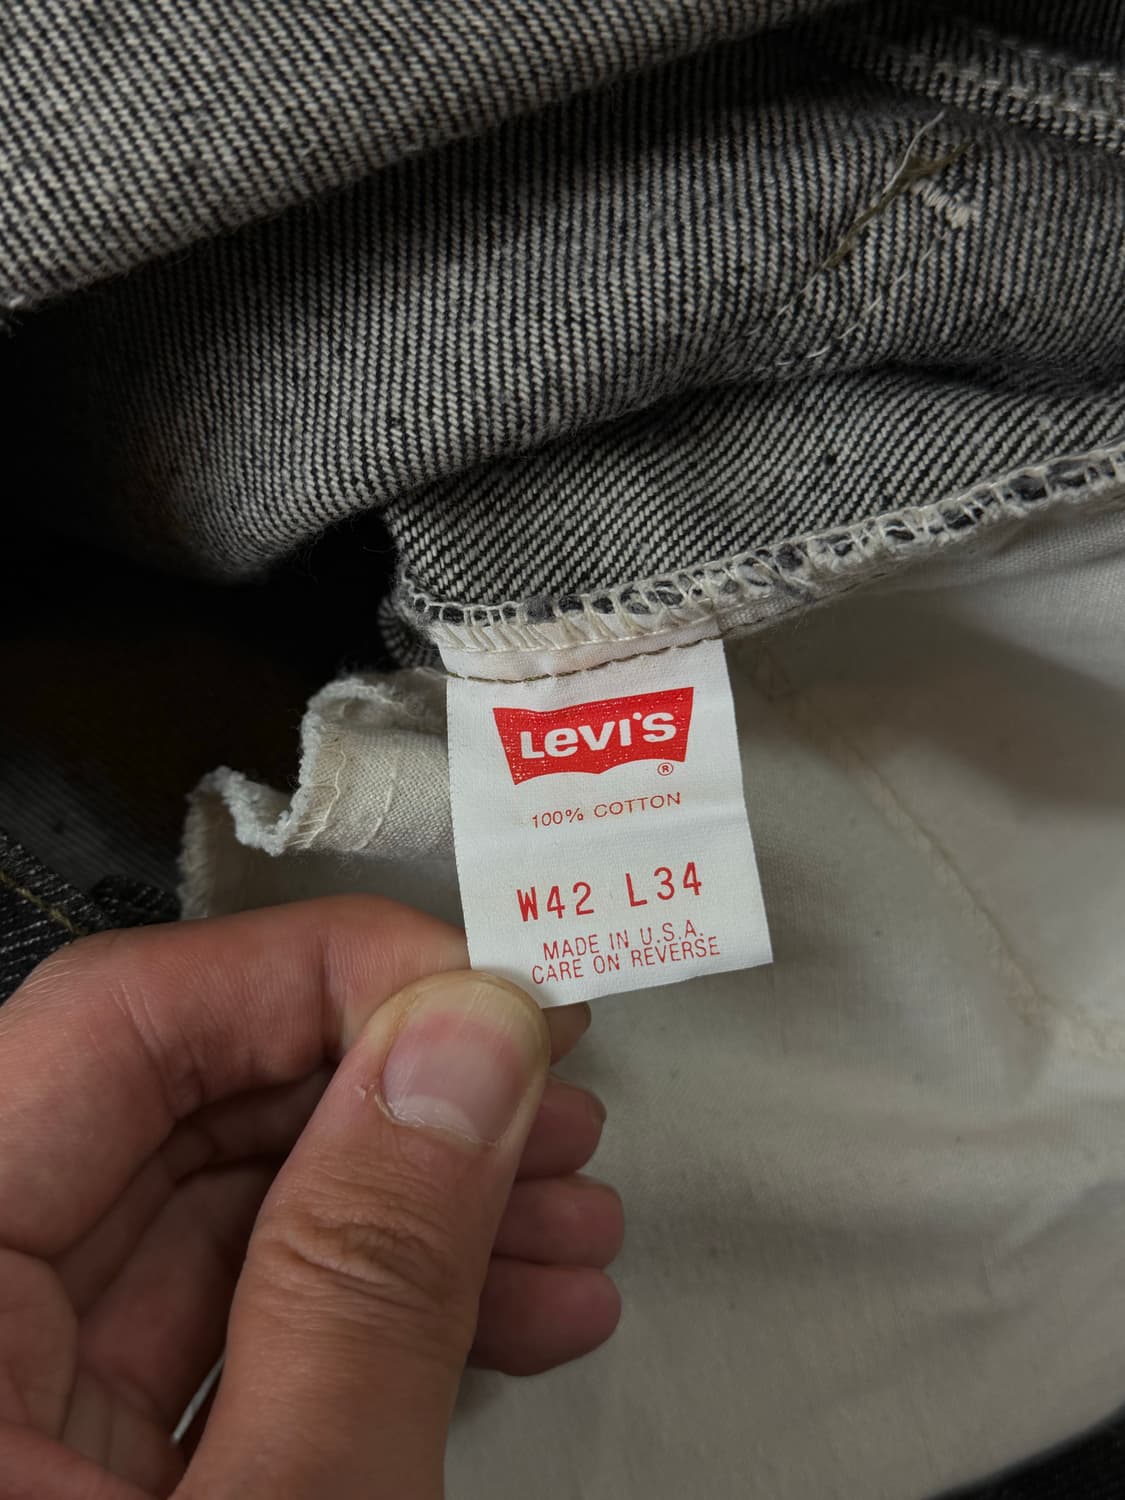 Levi's ®
100% COTTON
W42 L34
MADE IN U.S.A.
CARE ON REVERSE